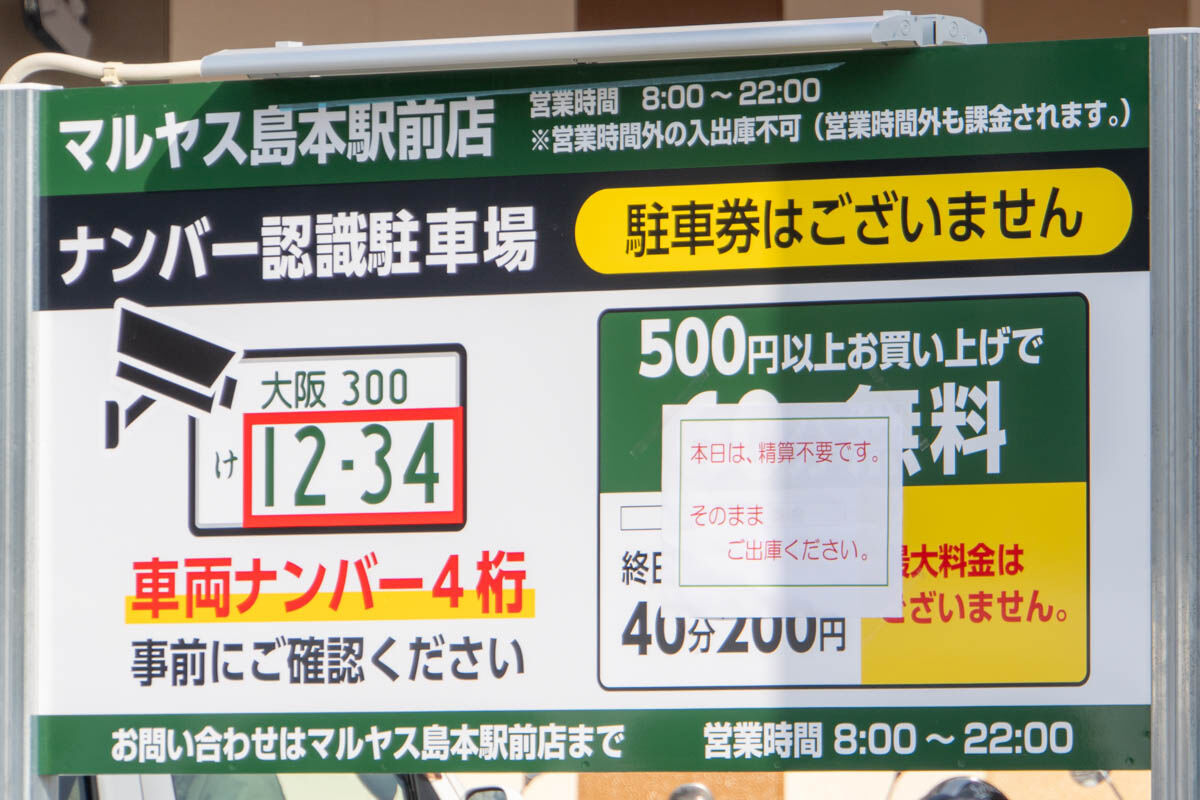 マルヤス島本駅前店
営業時間 8:00～22:00
※営業時間外の入出庫不可（営業時間外も課金されます。）
ナンバー認識駐車場
駐車券はございません
大阪 300
け 12-34
車両ナンバー4桁
事前にご確認ください
500円以上お買い上げで
無料
本日は、精算不要です。
そのまま
ご出庫ください。
終日
40分200円
最大料金は
ございません。
お問い合わせはマルヤス島本駅前店まで
営業時間 8:00～22:00